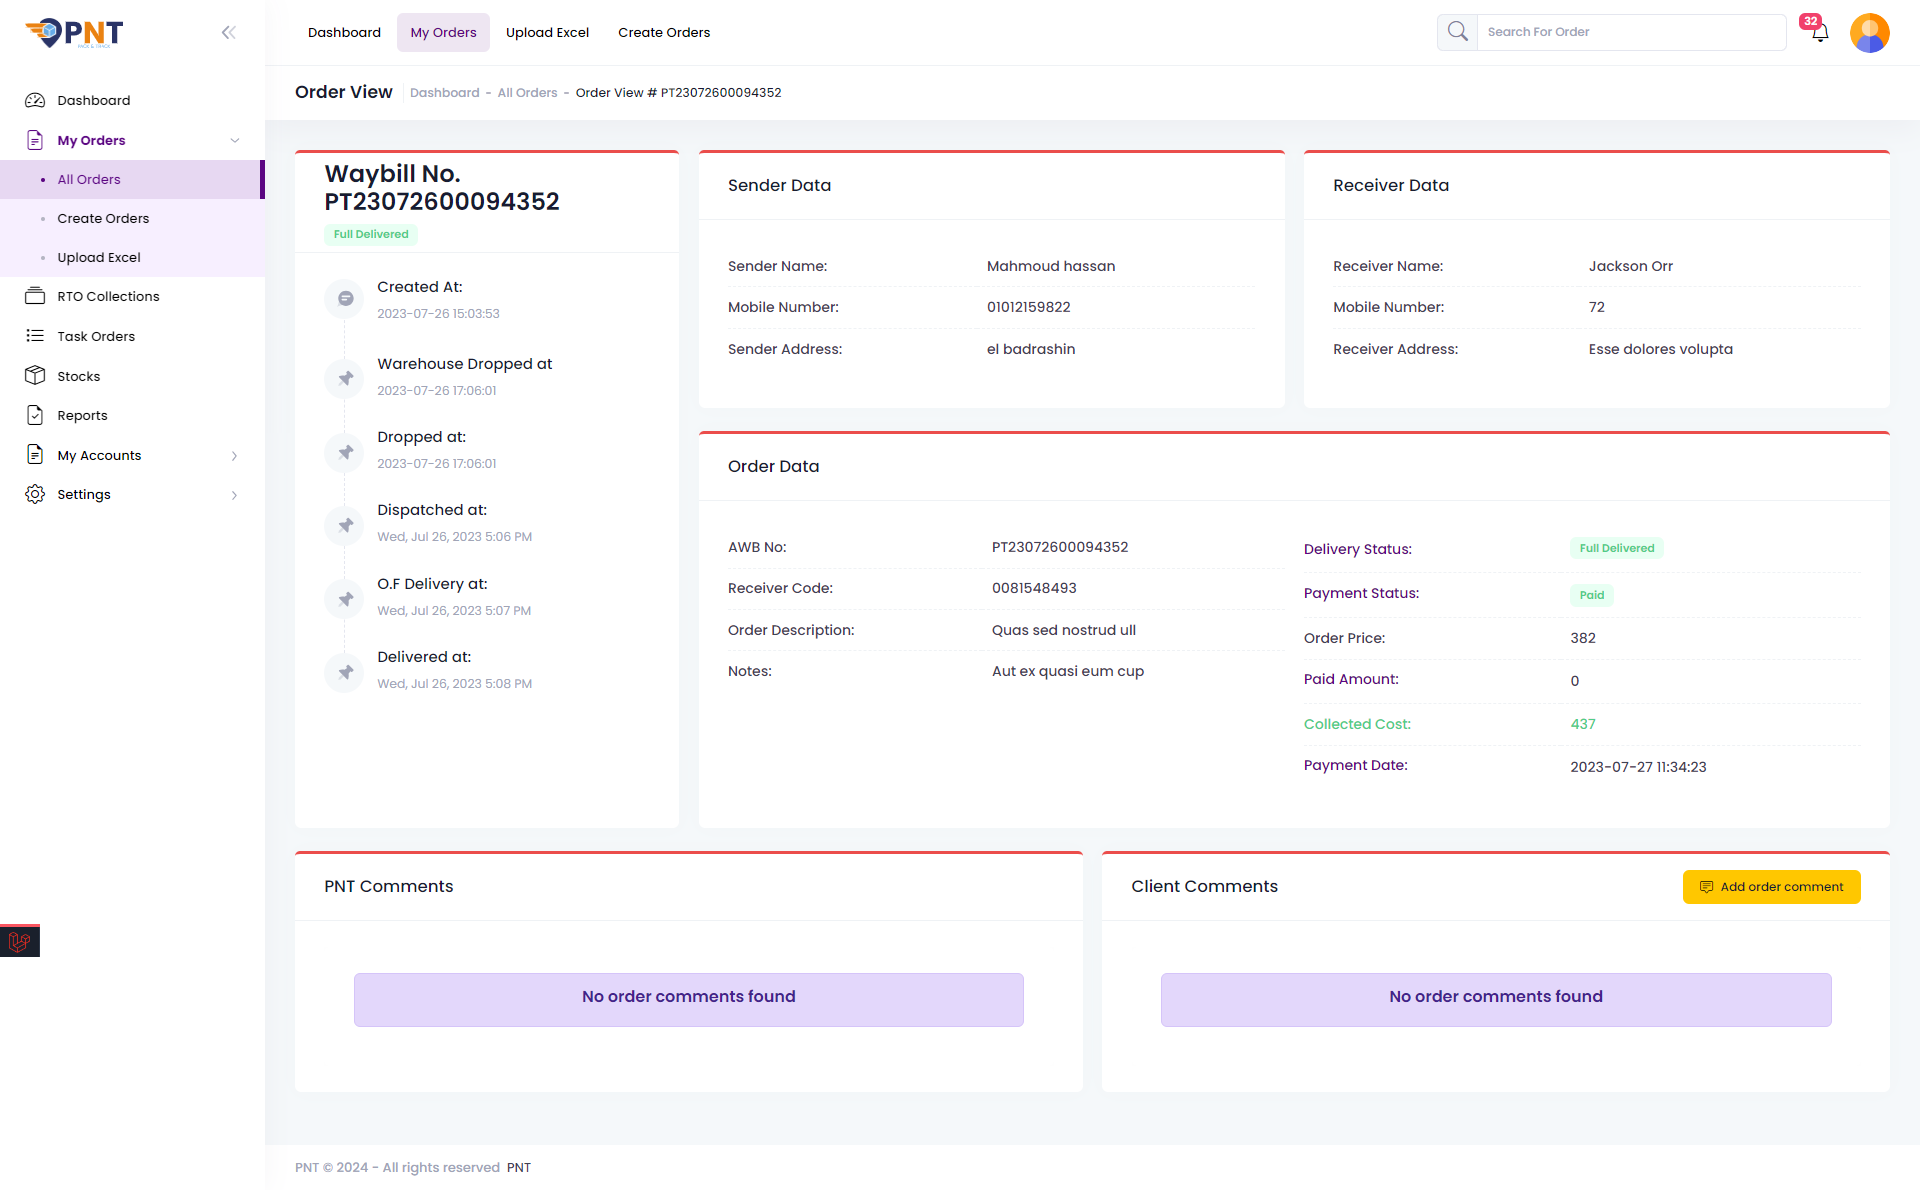 PNT
PACK & TRACK
Dashboard
My Orders
All Orders
Create Orders
Upload Excel
RTO Collections
Task Orders
Stocks
Reports
My Accounts
Settings
Dashboard
My Orders
Upload Excel
Create Orders
Search For Order
32
Order View
Dashboard - All Orders - Order View # PT23072600094352
Waybill No.
PT23072600094352
Full Delivered
Created At:
2023-07-26 15:03:53
Warehouse Dropped at
2023-07-26 17:06:01
Dropped at:
2023-07-26 17:06:01
Dispatched at:
Wed, Jul 26, 2023 5:06 PM
O.F Delivery at:
Wed, Jul 26, 2023 5:07 PM
Delivered at:
Wed, Jul 26, 2023 5:08 PM
Sender Data
Sender Name: Mahmoud hassan
Mobile Number: 01012159822
Sender Address: el badrashin
Receiver Data
Receiver Name: Jackson Orr
Mobile Number: 72
Receiver Address: Esse dolores volupta
Order Data
AWB No: PT23072600094352
Receiver Code: 0081548493
Order Description: Quas sed nostrud ull
Notes: Aut ex quasi eum cup
Delivery Status: Full Delivered
Payment Status: Paid
Order Price: 382
Paid Amount: 0
Collected Cost: 437
Payment Date: 2023-07-27 11:34:23
PNT Comments
No order comments found
Client Comments
Add order comment
No order comments found
PNT © 2024 - All rights reserved PNT